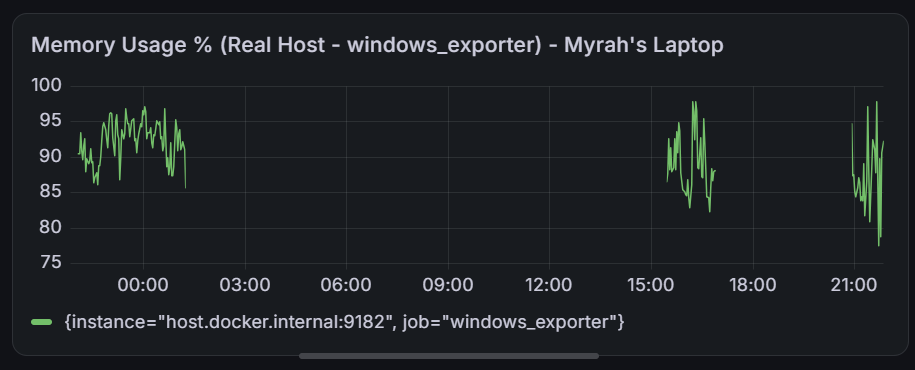 Memory Usage % (Real Host - windows_exporter) - Myrah's Laptop
100
95
90
85
80
75
00:00 03:00 06:00 09:00 12:00 15:00 18:00 21:00
{instance="host.docker.internal:9182", job="windows_exporter"}